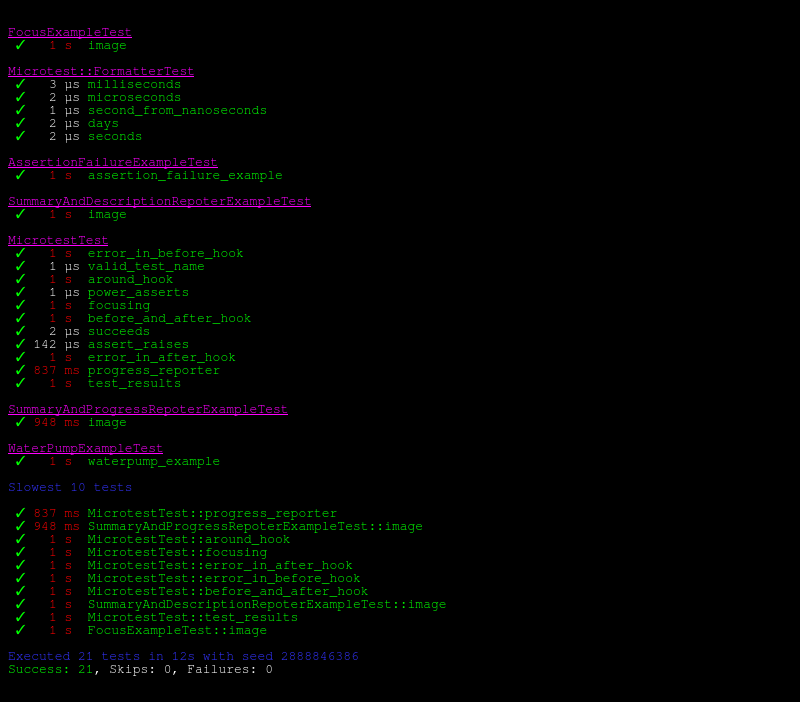 FocusExampleTest
✓ 1 s image
Microtest::FormatterTest
✓ 3 µs milliseconds
✓ 2 µs microseconds
✓ 1 µs second_from_nanoseconds
✓ 2 µs days
✓ 2 µs seconds
AssertionFailureExampleTest
✓ 1 s assertion_failure_example
SummaryAndDescriptionRepoterExampleTest
✓ 1 s image
MicrotestTest
✓ 1 s error_in_before_hook
✓ 1 µs valid_test_name
✓ 1 s around_hook
✓ 1 µs power_asserts
✓ 1 s focusing
✓ 1 s before_and_after_hook
✓ 2 µs succeeds
✓ 142 µs assert_raises
✓ 1 s error_in_after_hook
✓ 837 ms progress_reporter
✓ 1 s test_results
SummaryAndProgressRepoterExampleTest
✓ 948 ms image
WaterPumpExampleTest
✓ 1 s waterpump_example
Slowest 10 tests
✓ 837 ms MicrotestTest::progress_reporter
✓ 948 ms SummaryAndProgressRepoterExampleTest::image
✓ 1 s MicrotestTest::around_hook
✓ 1 s MicrotestTest::focusing
✓ 1 s MicrotestTest::error_in_after_hook
✓ 1 s MicrotestTest::error_in_before_hook
✓ 1 s MicrotestTest::before_and_after_hook
✓ 1 s SummaryAndDescriptionRepoterExampleTest::image
✓ 1 s MicrotestTest::test_results
✓ 1 s FocusExampleTest::image
Executed 21 tests in 12s with seed 2888846386
Success: 21, Skips: 0, Failures: 0